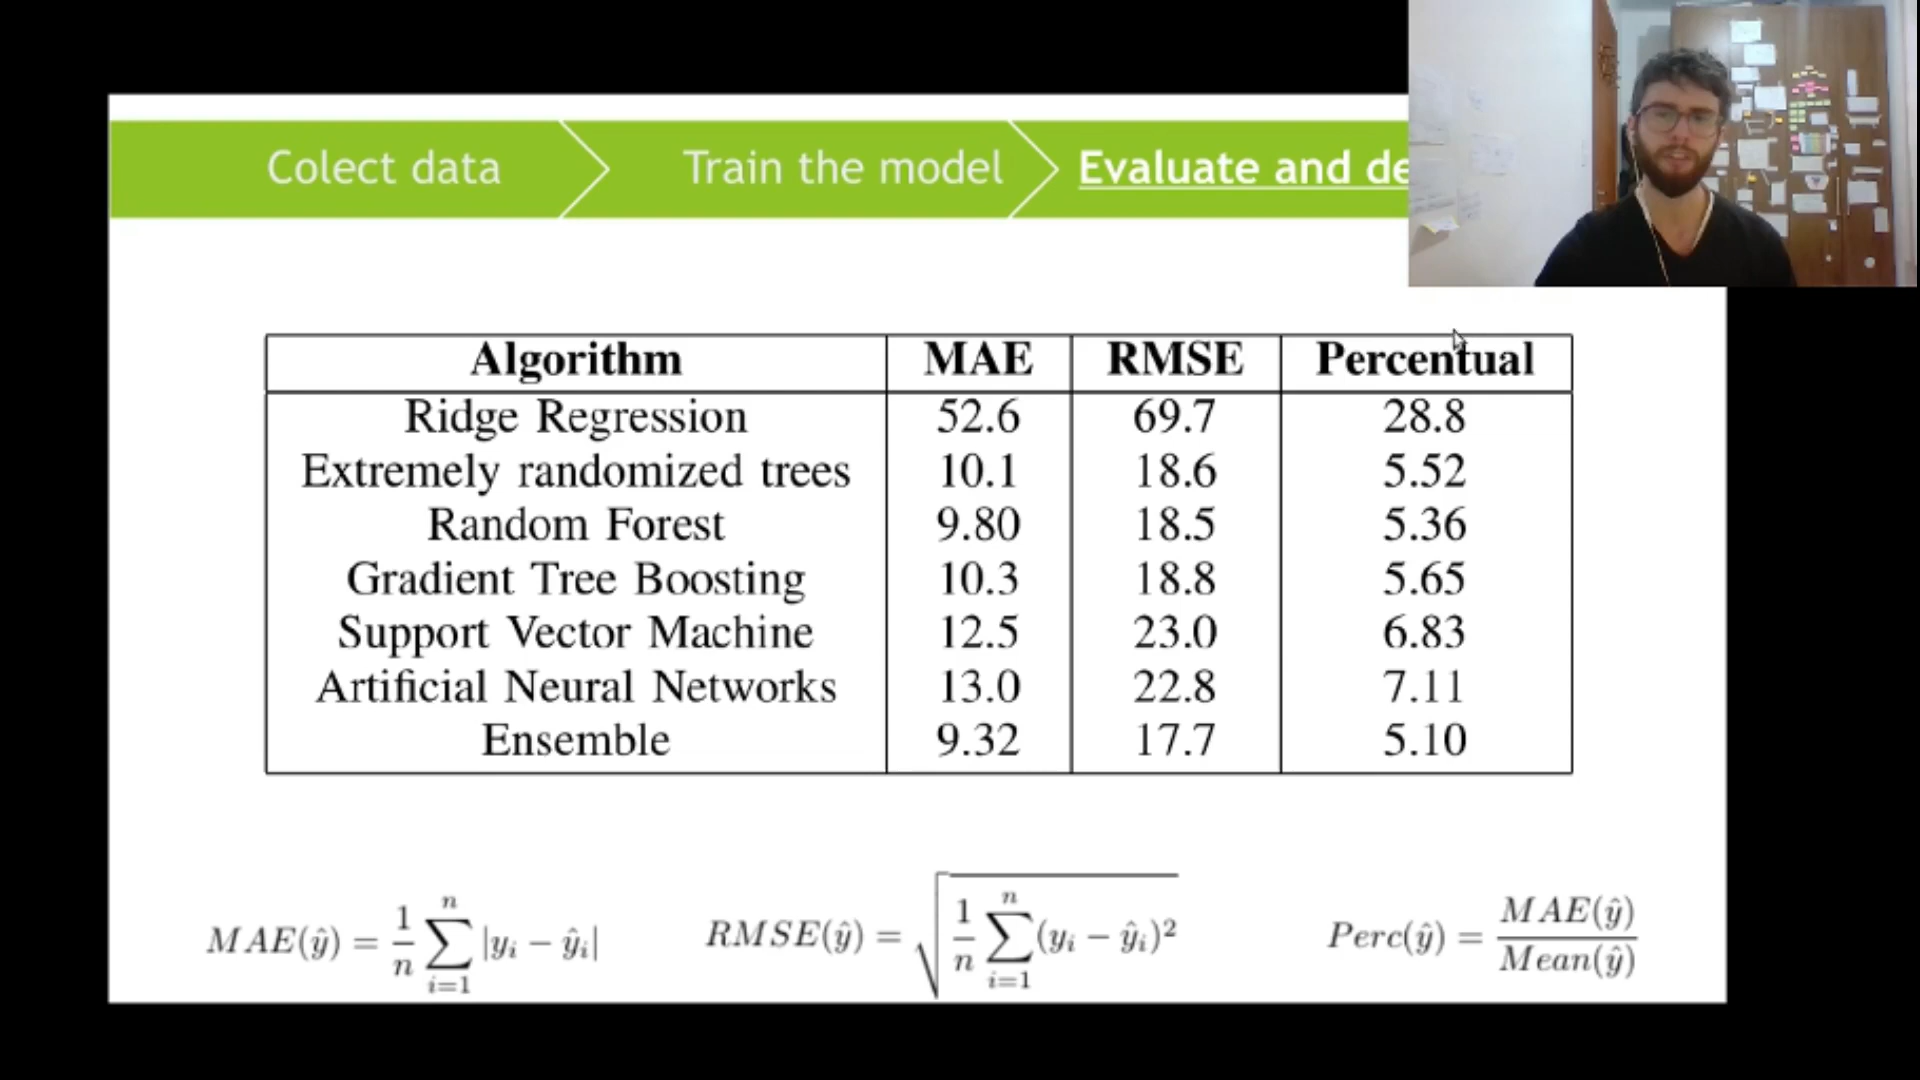 Colect data
Train the model
Evaluate and de
Algorithm MAE RMSE Percentual
Ridge Regression 52.6 69.7 28.8
Extremely randomized trees 10.1 18.6 5.52
Random Forest 9.80 18.5 5.36
Gradient Tree Boosting 10.3 18.8 5.65
Support Vector Machine 12.5 23.0 6.83
Artificial Neural Networks 13.0 22.8 7.11
Ensemble 9.32 17.7 5.10
MAE(ŷ) = 1/n ∑_{i=1}^{n} |y_i − ŷ_i|
RMSE(ŷ) = √(1/n ∑_{i=1}^{n} (y_i − ŷ_i)²)
Perc(ŷ) = MAE(ŷ)/Mean(ŷ)